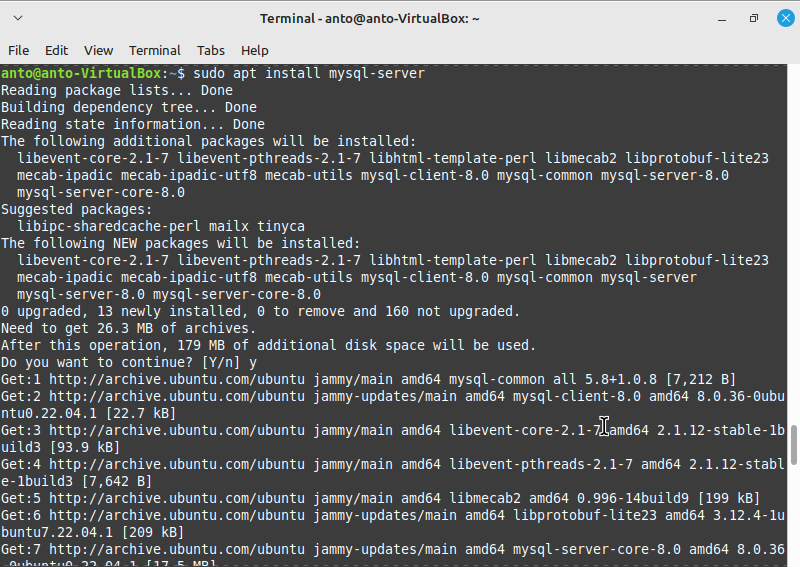 Terminal - anto@anto-VirtualBox: ~
File Edit View Terminal Tabs Help
anto@anto-VirtualBox:~$ sudo apt install mysql-server
Reading package lists... Done
Building dependency tree... Done
Reading state information... Done
The following additional packages will be installed:
  libevent-core-2.1-7 libevent-pthreads-2.1-7 libhtml-template-perl libmecab2 libprotobuf-lite23
  mecab-ipadic mecab-ipadic-utf8 mecab-utils mysql-client-8.0 mysql-common mysql-server-8.0
  mysql-server-core-8.0
Suggested packages:
  libipc-sharedcache-perl mailx tinyca
The following NEW packages will be installed:
  libevent-core-2.1-7 libevent-pthreads-2.1-7 libhtml-template-perl libmecab2 libprotobuf-lite23
  mecab-ipadic mecab-ipadic-utf8 mecab-utils mysql-client-8.0 mysql-common mysql-server
  mysql-server-8.0 mysql-server-core-8.0
0 upgraded, 13 newly installed, 0 to remove and 160 not upgraded.
Need to get 26.3 MB of archives.
After this operation, 179 MB of additional disk space will be used.
Do you want to continue? [Y/n] y
Get:1 http://archive.ubuntu.com/ubuntu jammy/main amd64 mysql-common all 5.8+1.0.8 [7,212 B]
Get:2 http://archive.ubuntu.com/ubuntu jammy-updates/main amd64 mysql-client-8.0 amd64 8.0.36-0ubu
ntu0.22.04.1 [22.7 kB]
Get:3 http://archive.ubuntu.com/ubuntu jammy/main amd64 libevent-core-2.1-7 amd64 2.1.12-stable-1b
uild3 [93.9 kB]
Get:4 http://archive.ubuntu.com/ubuntu jammy/main amd64 libevent-pthreads-2.1-7 amd64 2.1.12-stabl
e-1build3 [7,642 B]
Get:5 http://archive.ubuntu.com/ubuntu jammy/main amd64 libmecab2 amd64 0.996-14build9 [199 kB]
Get:6 http://archive.ubuntu.com/ubuntu jammy-updates/main amd64 libprotobuf-lite23 amd64 3.12.4-1u
buntu7.22.04.1 [209 kB]
Get:7 http://archive.ubuntu.com/ubuntu jammy-updates/main amd64 mysql-server-core-8.0 amd64 8.0.36
-0ubuntu0.22.04.1 [17.5 MB]